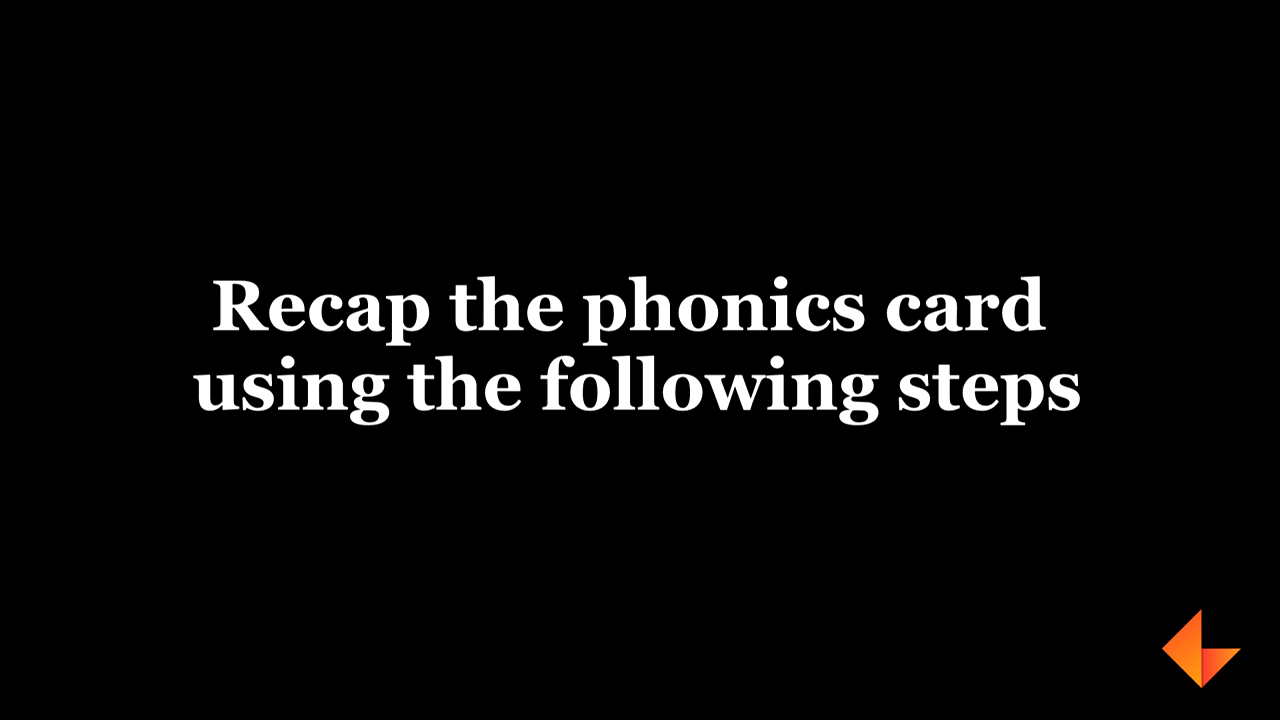 Recap the phonics card
using the following steps